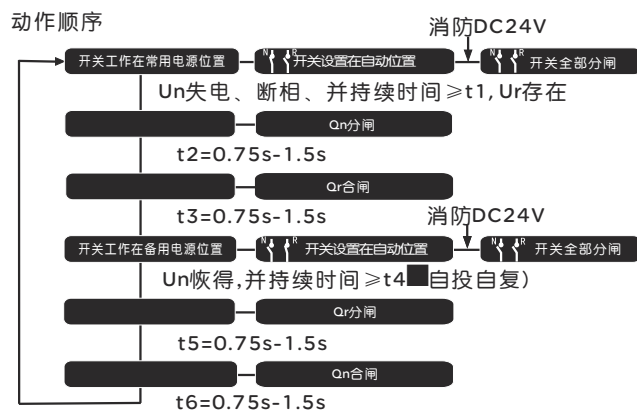 动作顺序
消防DC24V
开关工作在常用电源位置
N R 开关设置在自动位置
N R 开关全部分闸
Un失电、断相、并持续时间≥t1,Ur存在
Qn分闸
t2=0.75s-1.5s
Qr合闸
t3=0.75s-1.5s
消防DC24V
开关工作在备用电源位置
N R 开关设置在自动位置
N R 开关全部分闸
Un恢得,并持续时间≥t4 自投自复)
Qr分闸
t5=0.75s-1.5s
Qn合闸
t6=0.75s-1.5s